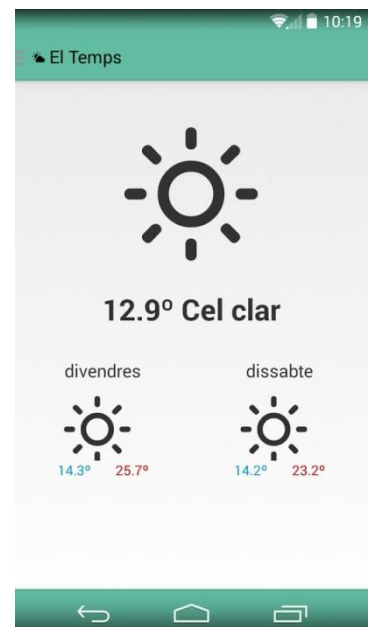 10:19
El Temps
12.9º Cel clar
divendres dissabte
14.3º 25.7º 14.2º 23.2º